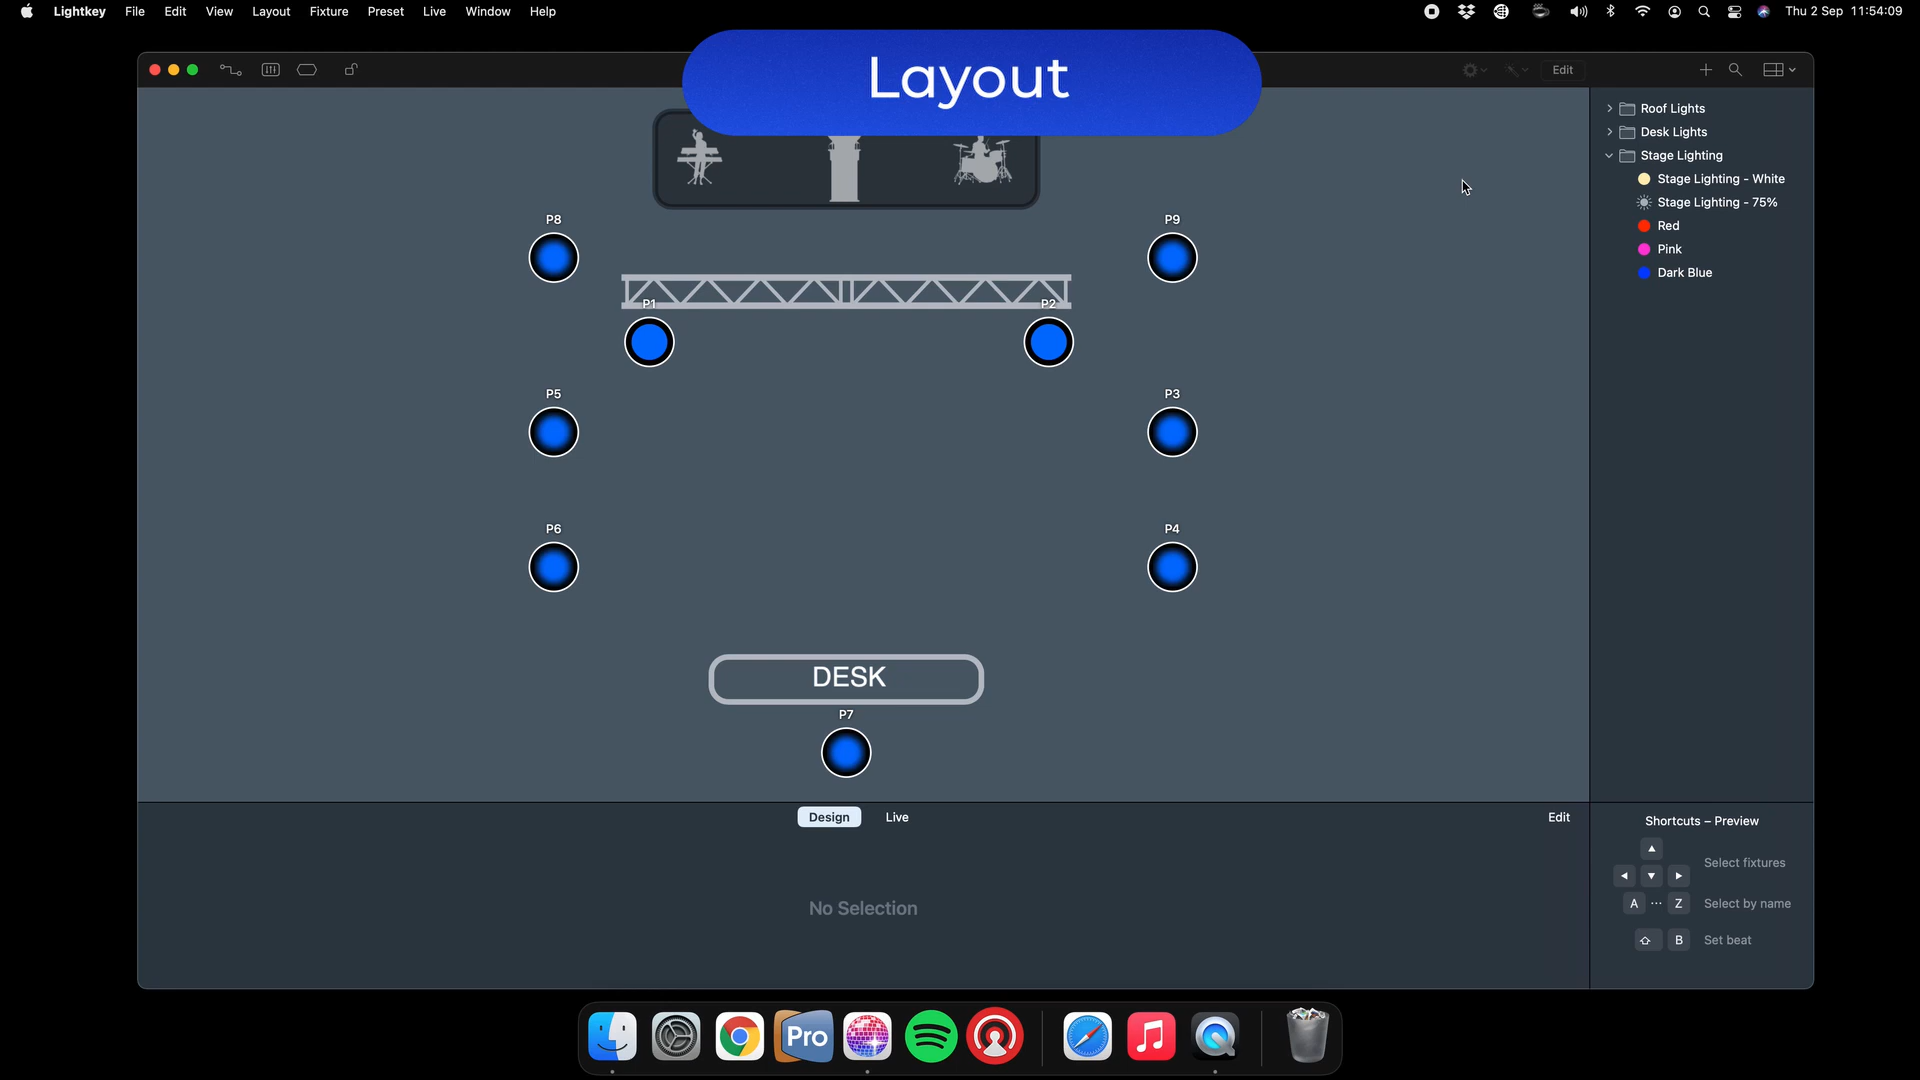 Lightkey File Edit View Layout Fixture Preset Live Window Help Thu 2 Sep 11:54:09
Layout
Edit
Roof Lights
Desk Lights
Stage Lighting
Stage Lighting - White
Stage Lighting - 75%
Red
Pink
Dark Blue
P8
P9
P1
P2
P5
P3
P6
P4
DESK
P7
Design Live Edit
No Selection
Shortcuts – Preview
Select fixtures
A ... Z Select by name
B Set beat
Pro